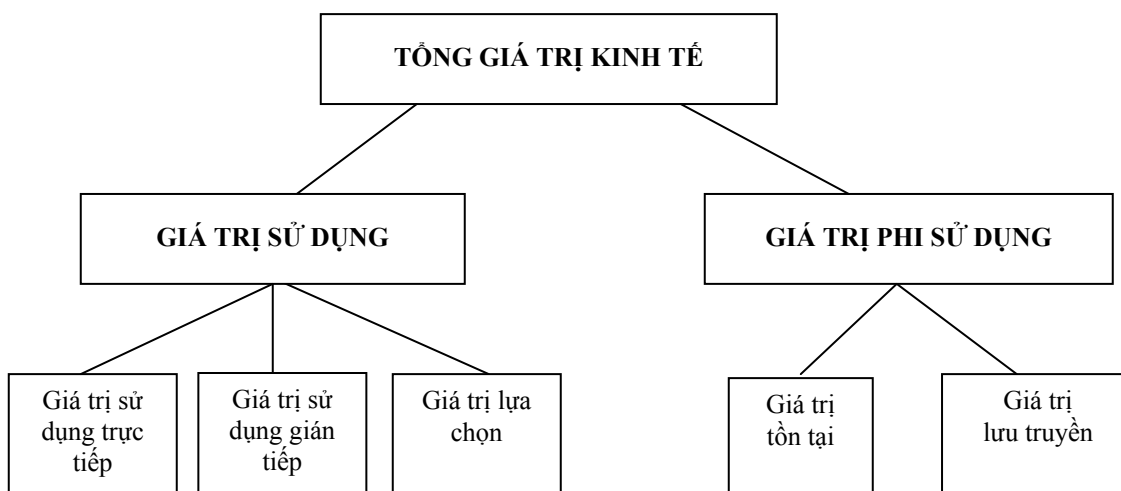 TỔNG GIÁ TRỊ KINH TẾ
GIÁ TRỊ SỬ DỤNG
GIÁ TRỊ PHI SỬ DỤNG
Giá trị sử
dụng trực
tiếp
Giá trị sử
dụng gián
tiếp
Giá trị lựa
chọn
Giá trị
tồn tại
Giá trị
lưu truyền